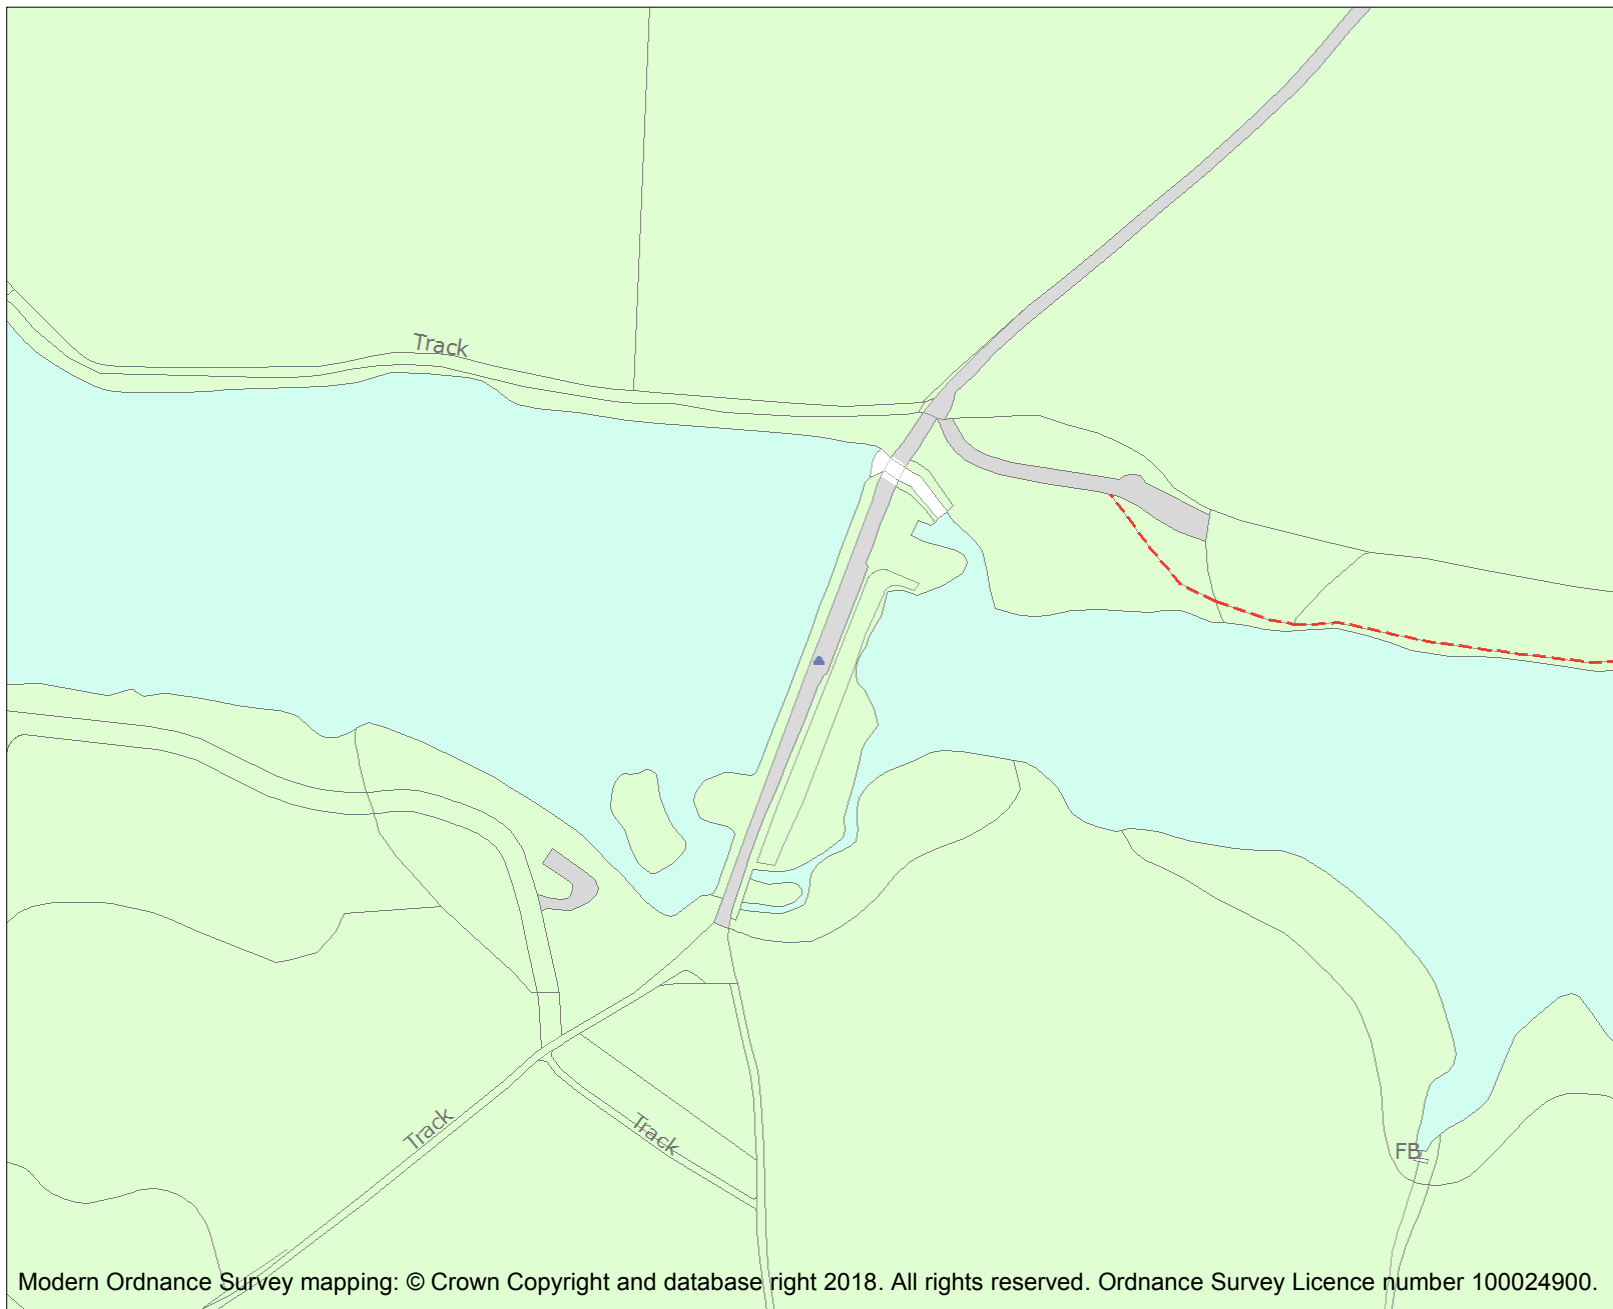 Track
Track
Track
FB
Modern Ordnance Survey mapping: © Crown Copyright and database right 2018. All rights reserved. Ordnance Survey Licence number 100024900.